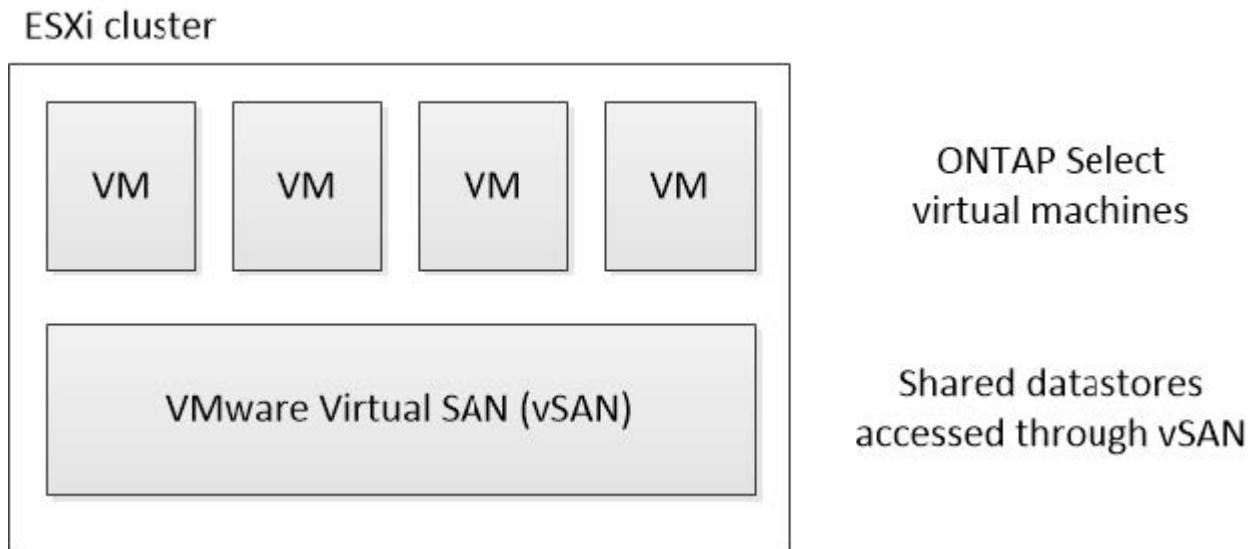 ESXi cluster
VM VM VM VM
ONTAP Select
virtual machines
VMware Virtual SAN (vSAN)
Shared datastores
accessed through vSAN